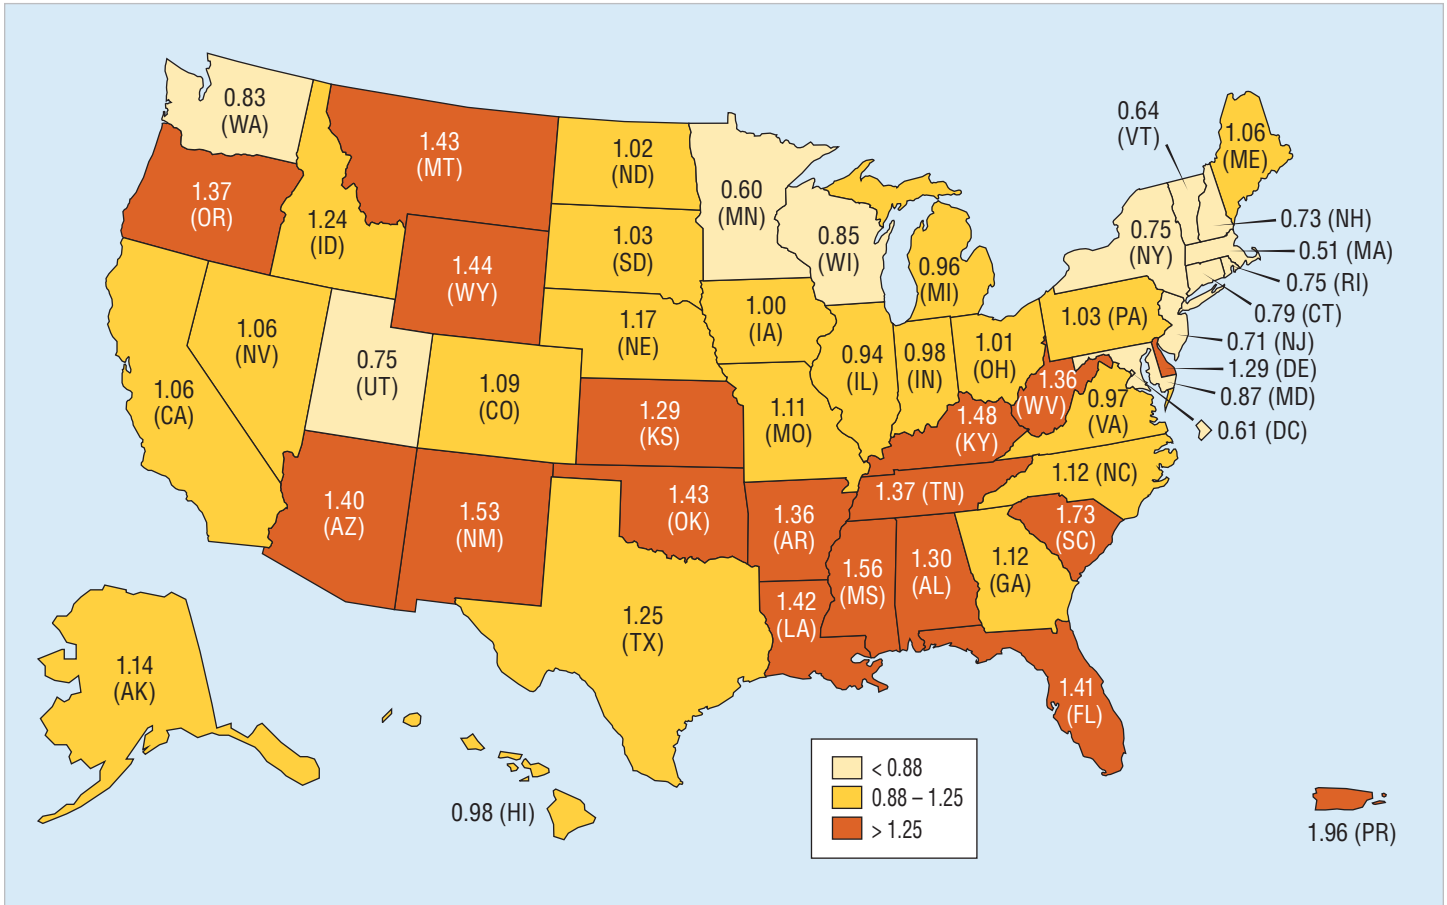 0.83
(WA)
1.43
(MT)
1.02
(ND)
0.60
(MN)
0.64
(VT)
1.06
(ME)
1.37
(OR)
1.24
(ID)
1.44
(WY)
1.03
(SD)
0.85
(WI)
0.96
(MI)
0.75
(NY)
0.73 (NH)
0.51 (MA)
0.75 (RI)
0.79 (CT)
0.71 (NJ)
1.29 (DE)
0.87 (MD)
0.61 (DC)
1.06
(CA)
1.06
(NV)
0.75
(UT)
1.09
(CO)
1.17
(NE)
1.00
(IA)
0.94
(IL)
0.98
(IN)
1.01
(OH)
1.03 (PA)
1.29
(KS)
1.11
(MO)
1.48
(KY)
1.36
(WV)
0.97
(VA)
1.40
(AZ)
1.53
(NM)
1.43
(OK)
1.36
(AR)
1.37 (TN)
1.12 (NC)
1.73
(SC)
1.25
(TX)
1.42
(LA)
1.56
(MS)
1.30
(AL)
1.12
(GA)
1.41
(FL)
1.14
(AK)
0.98 (HI)
1.96 (PR)
< 0.88
0.88 – 1.25
> 1.25